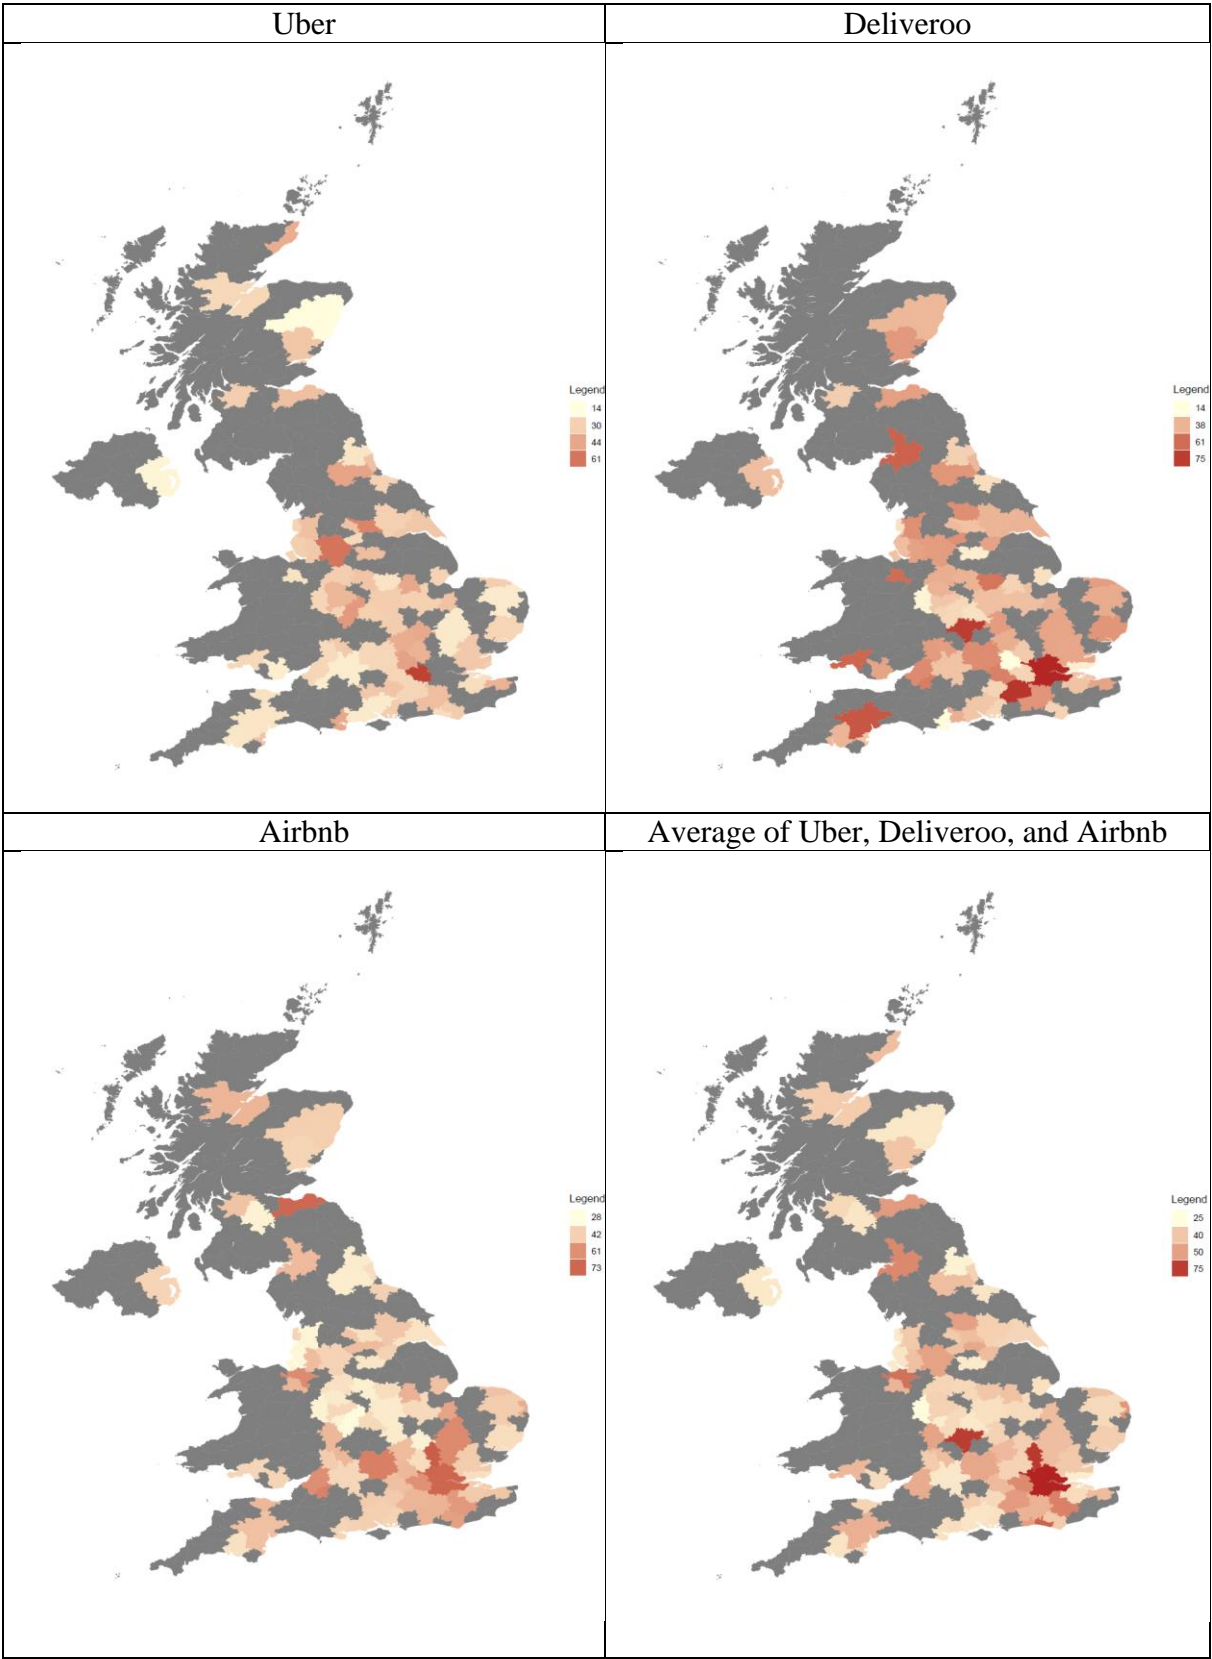 Uber
Deliveroo
Legend
14
30
44
61
Legend
14
38
61
75
Airbnb
Average of Uber, Deliveroo, and Airbnb
Legend
28
42
61
73
Legend
25
40
50
75